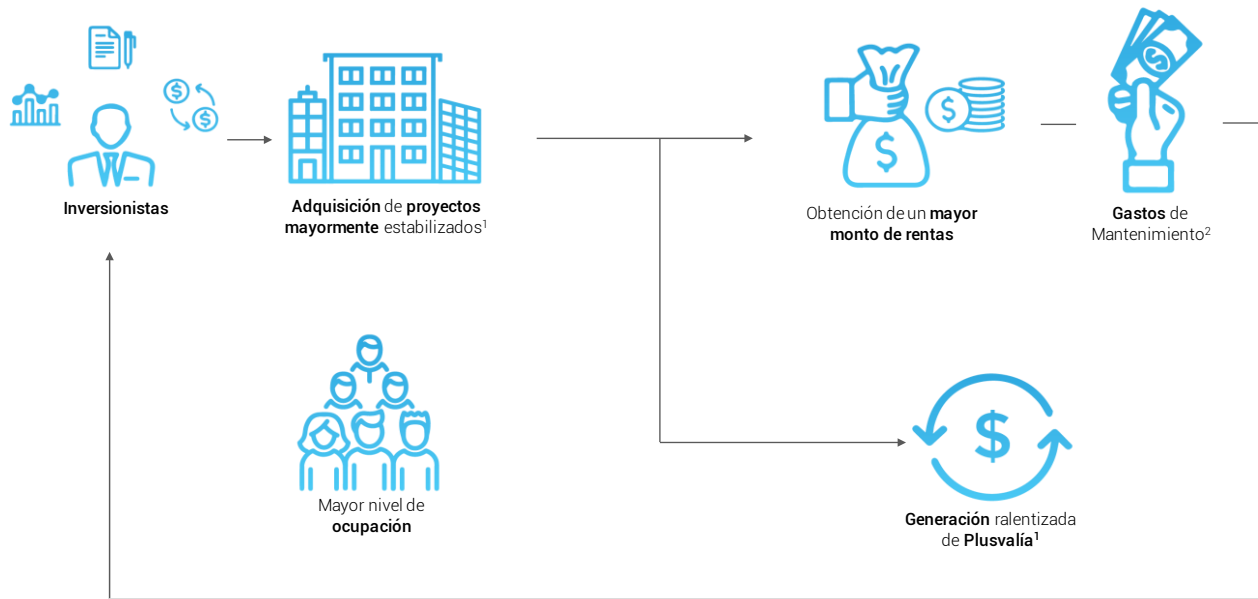 Inversionistas
Adquisición de proyectos
mayormente estabilizados¹
Obtención de un mayor
monto de rentas
Gastos de
Mantenimiento²
Mayor nivel de
ocupación
Generación ralentizada
de Plusvalía¹